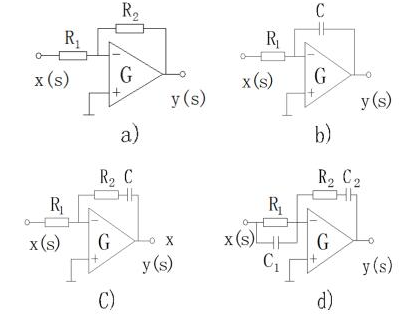 R₂ C
R₁ R₁
− −
G G
x(s) + x(s) +
y(s) y(s)
a) b)
R₂ C R₂ C₂
R₁ R₁
− −
x(s) G x x(s) G
C₁
+ y(s) + y(s)
C) d)